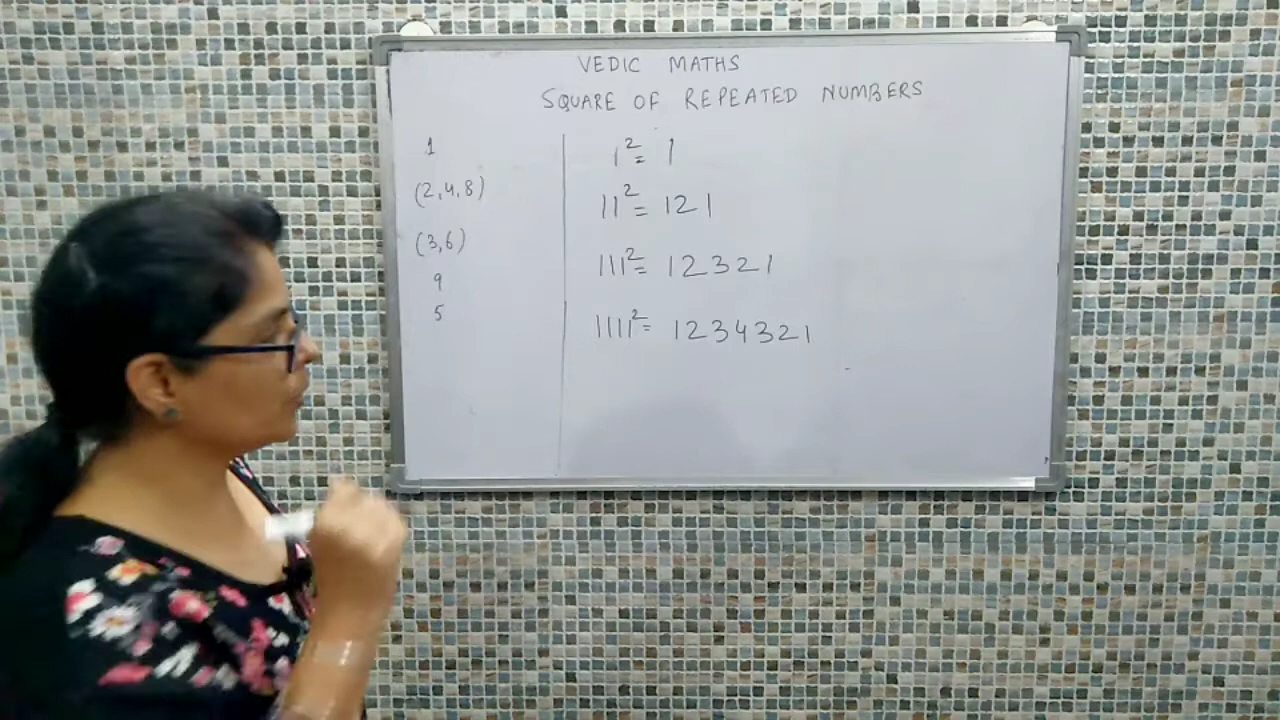 VEDIC MATHS
SQUARE OF REPEATED NUMBERS
1
(2,4,8)
(3,6)
9
5
1² = 1
11² = 121
111² = 12321
1111² = 1234321